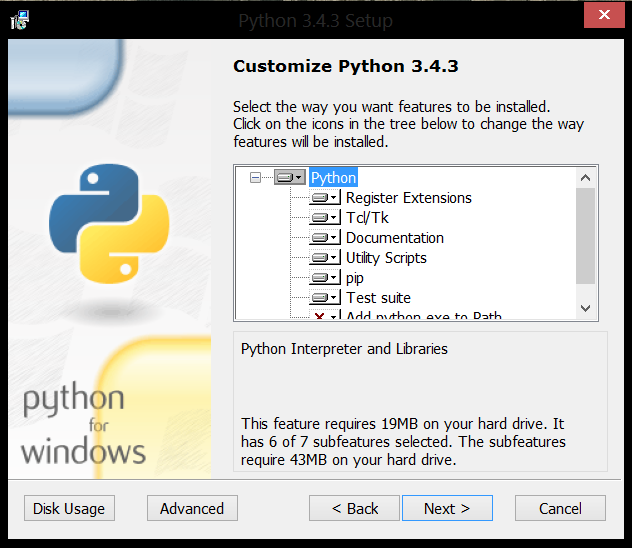 Python 3.4.3 Setup
Customize Python 3.4.3
Select the way you want features to be installed.
Click on the icons in the tree below to change the way
features will be installed.
Python
Register Extensions
Tcl/Tk
Documentation
Utility Scripts
pip
Test suite
Add python.exe to Path
Python Interpreter and Libraries
This feature requires 19MB on your hard drive. It
has 6 of 7 subfeatures selected. The subfeatures
require 43MB on your hard drive.
python
for
windows
Disk Usage
Advanced
< Back
Next >
Cancel